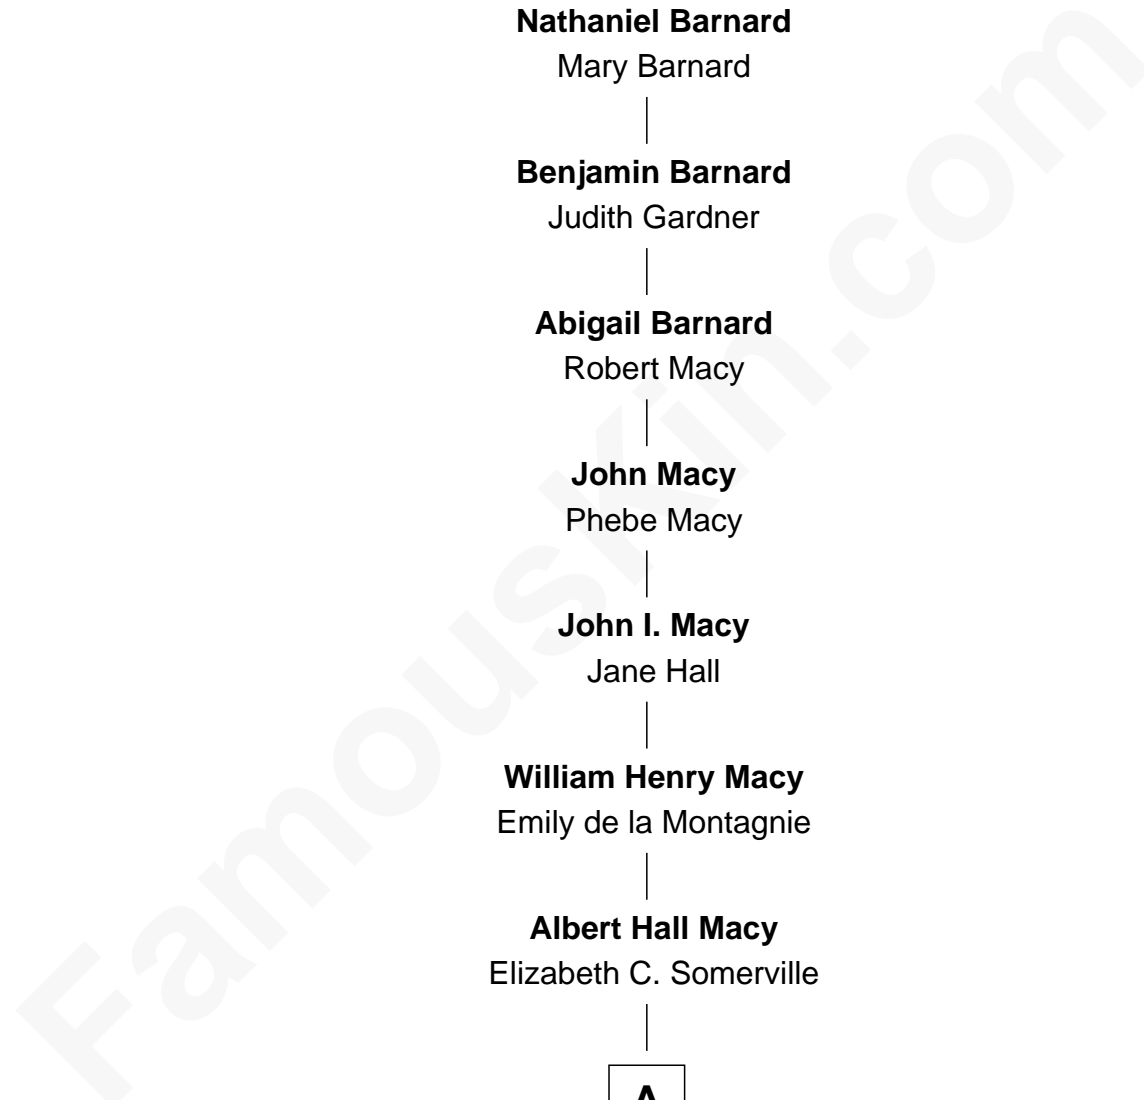 Nathaniel Barnard
Mary Barnard
Benjamin Barnard
Judith Gardner
Abigail Barnard
Robert Macy
John Macy
Phebe Macy
John I. Macy
Jane Hall
William Henry Macy
Emily de la Montagnie
Albert Hall Macy
Elizabeth C. Somerville
A
FamousKin.com